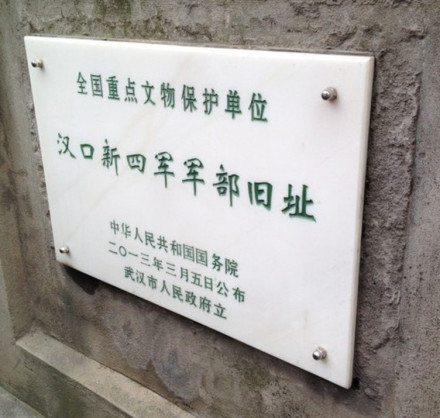 全国重点文物保护单位
汉口新四军军部旧址
中华人民共和国国务院
二〇一三年三月五日公布
武汉市人民政府立